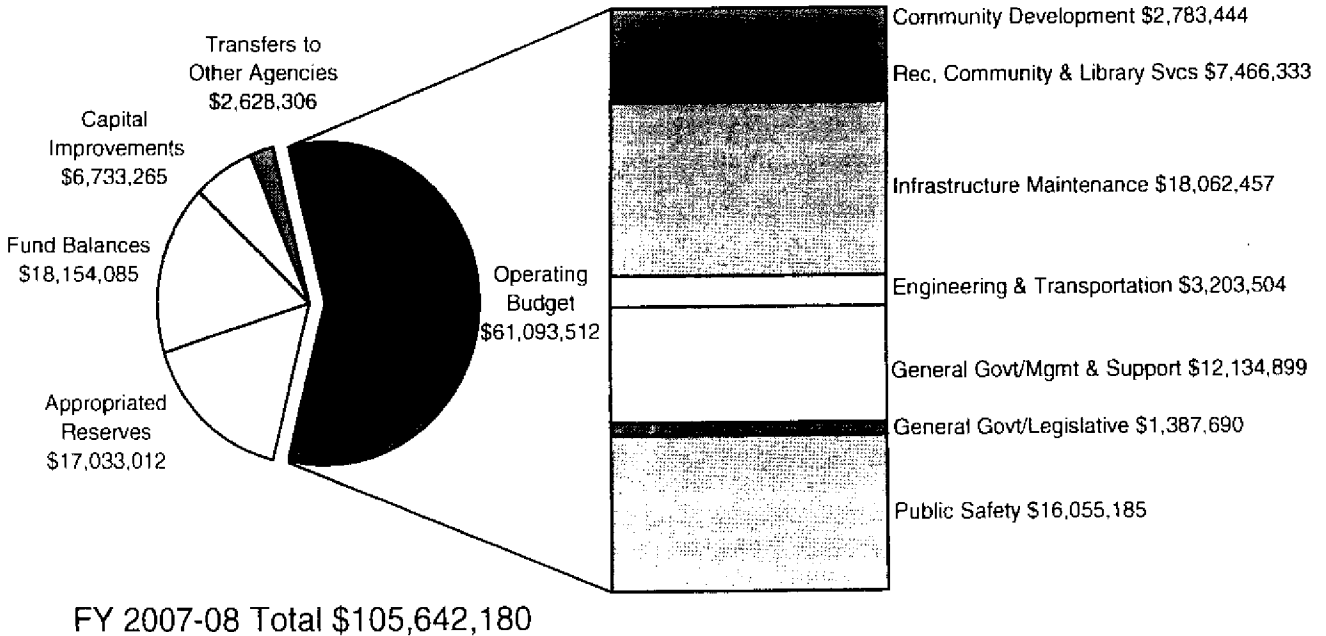 Transfers to
Other Agencies
$2,628,306
Capital
Improvements
$6,733,265
Fund Balances
$18,154,085
Appropriated
Reserves
$17,033,012
Operating
Budget
$61,093,512
Community Development $2,783,444
Rec, Community & Library Svcs $7,466,333
Infrastructure Maintenance $18,062,457
Engineering & Transportation $3,203,504
General Govt/Mgmt & Support $12,134,899
General Govt/Legislative $1,387,690
Public Safety $16,055,185
FY 2007-08 Total $105,642,180